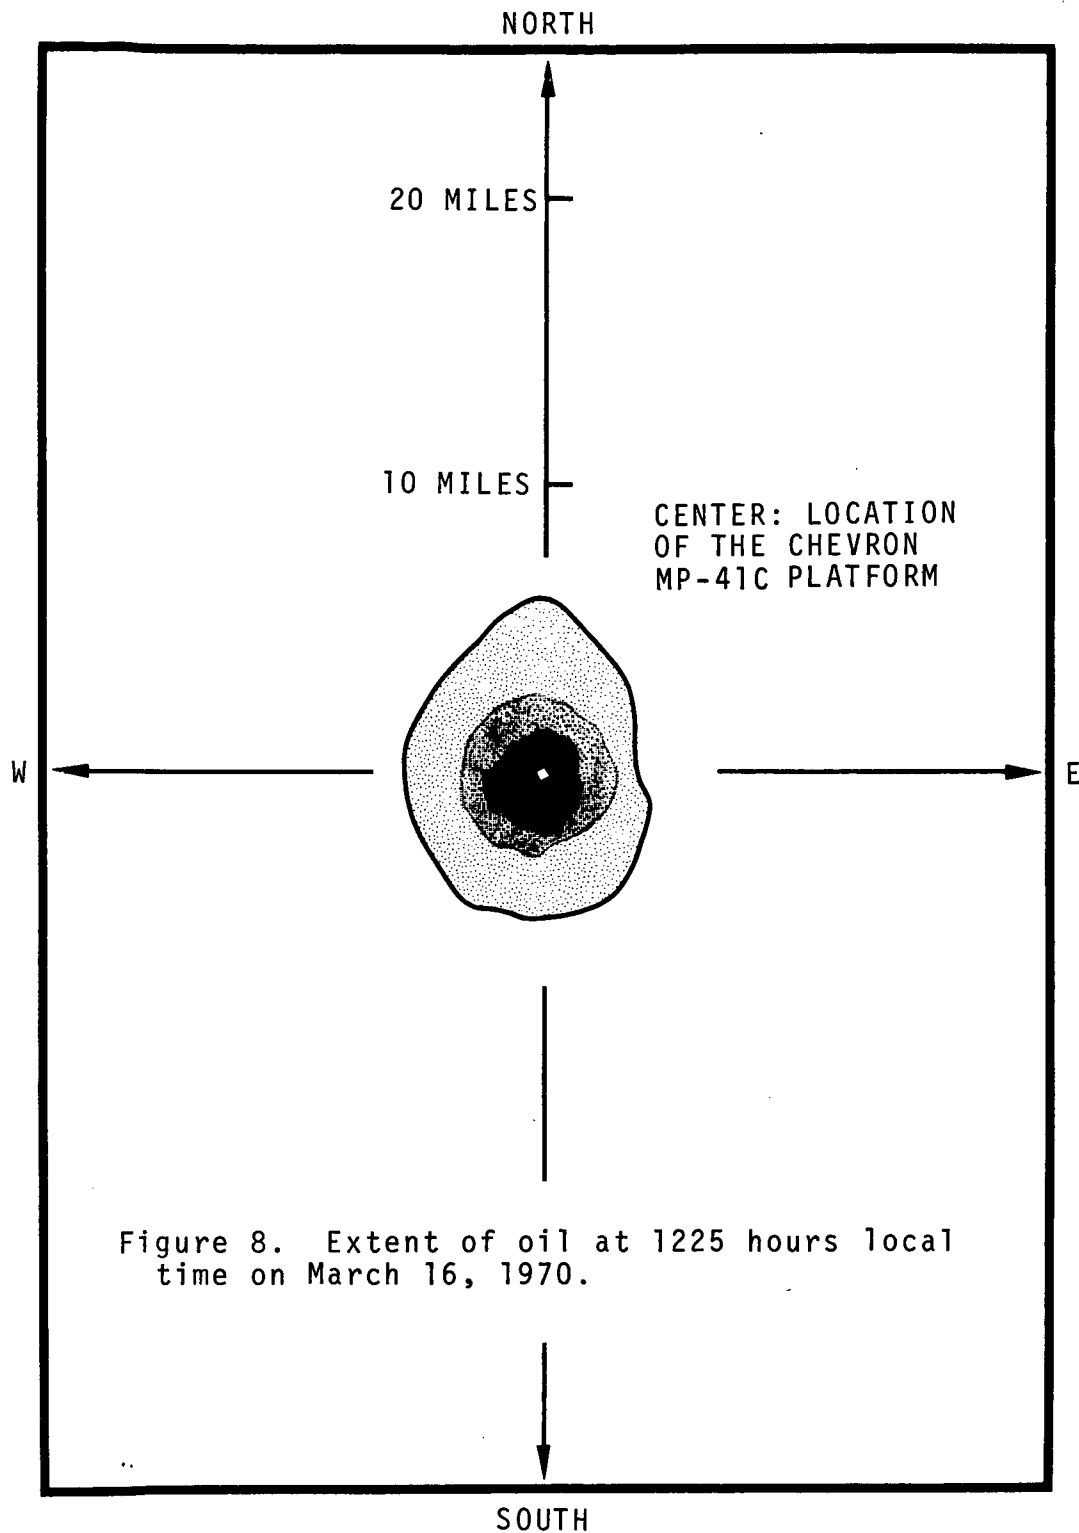 NORTH
20 MILES
10 MILES
CENTER: LOCATION
OF THE CHEVRON
MP-41C PLATFORM
W
E
Figure 8. Extent of oil at 1225 hours local
time on March 16, 1970.
SOUTH